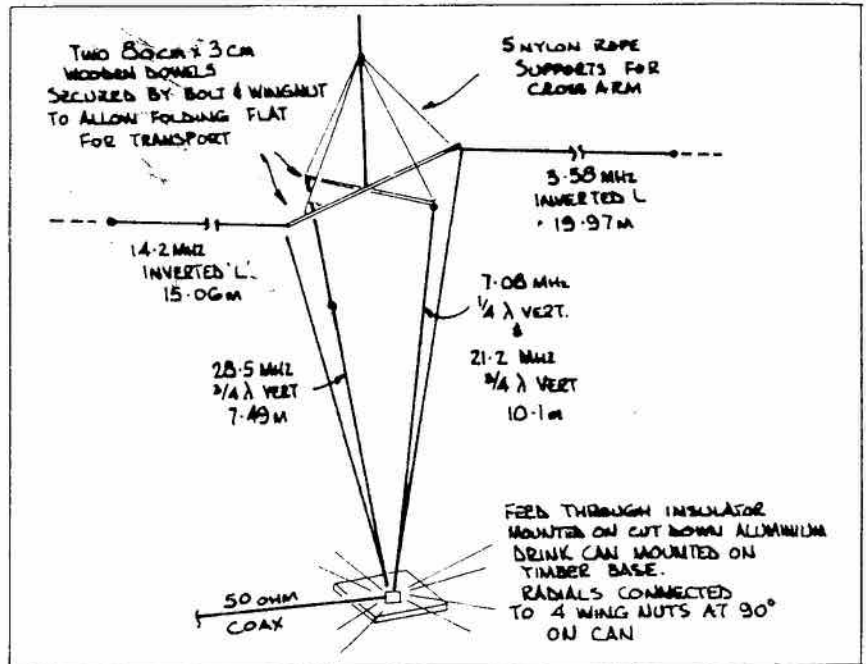 TWO 80CM X 3CM
WOODEN DOWELS
SECURED BY BOLT & WINGNUT
TO ALLOW FOLDING FLAT
FOR TRANSPORT
5 NYLON ROPE
SUPPORTS FOR
CROSS ARM
3.58 MHZ
INVERTED L
19.97 M
14.2 MHZ
INVERTED 'L'
15.06 M
7.08 MHZ
1/4 λ VERT.
&
21.2 MHZ
3/4 λ VERT
10.1 M
28.5 MHZ
3/4 λ VERT
7.49 M
FEED THROUGH INSULATOR
MOUNTED ON CUT DOWN ALUMINIUM
DRINK CAN MOUNTED ON
TIMBER BASE.
RADIALS CONNECTED
TO 4 WING NUTS AT 90°
ON CAN
50 OHM
COAX